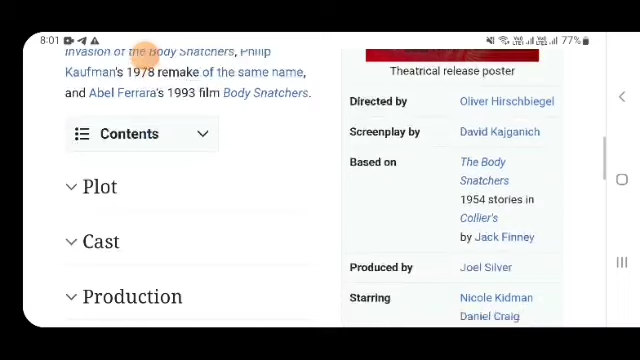 8:01 77%
Invasion of the Body Snatchers, Philip
Kaufman's 1978 remake of the same name,
and Abel Ferrara's 1993 film Body Snatchers.
Contents
Plot
Cast
Production
Theatrical release poster
Directed by Oliver Hirschbiegel
Screenplay by David Kajganich
Based on The Body
Snatchers
1954 stories in
Collier's
by Jack Finney
Produced by Joel Silver
Starring Nicole Kidman
Daniel Craig